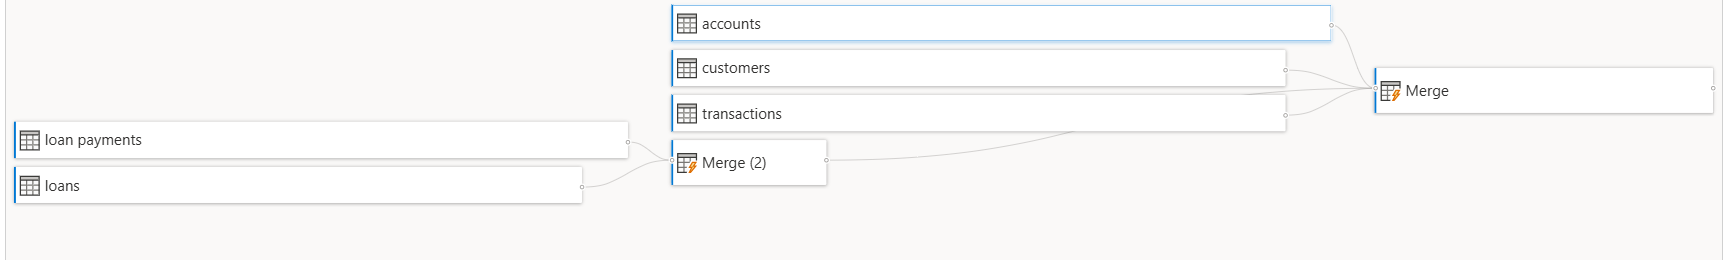 accounts
customers
transactions
Merge
loan payments
Merge (2)
loans